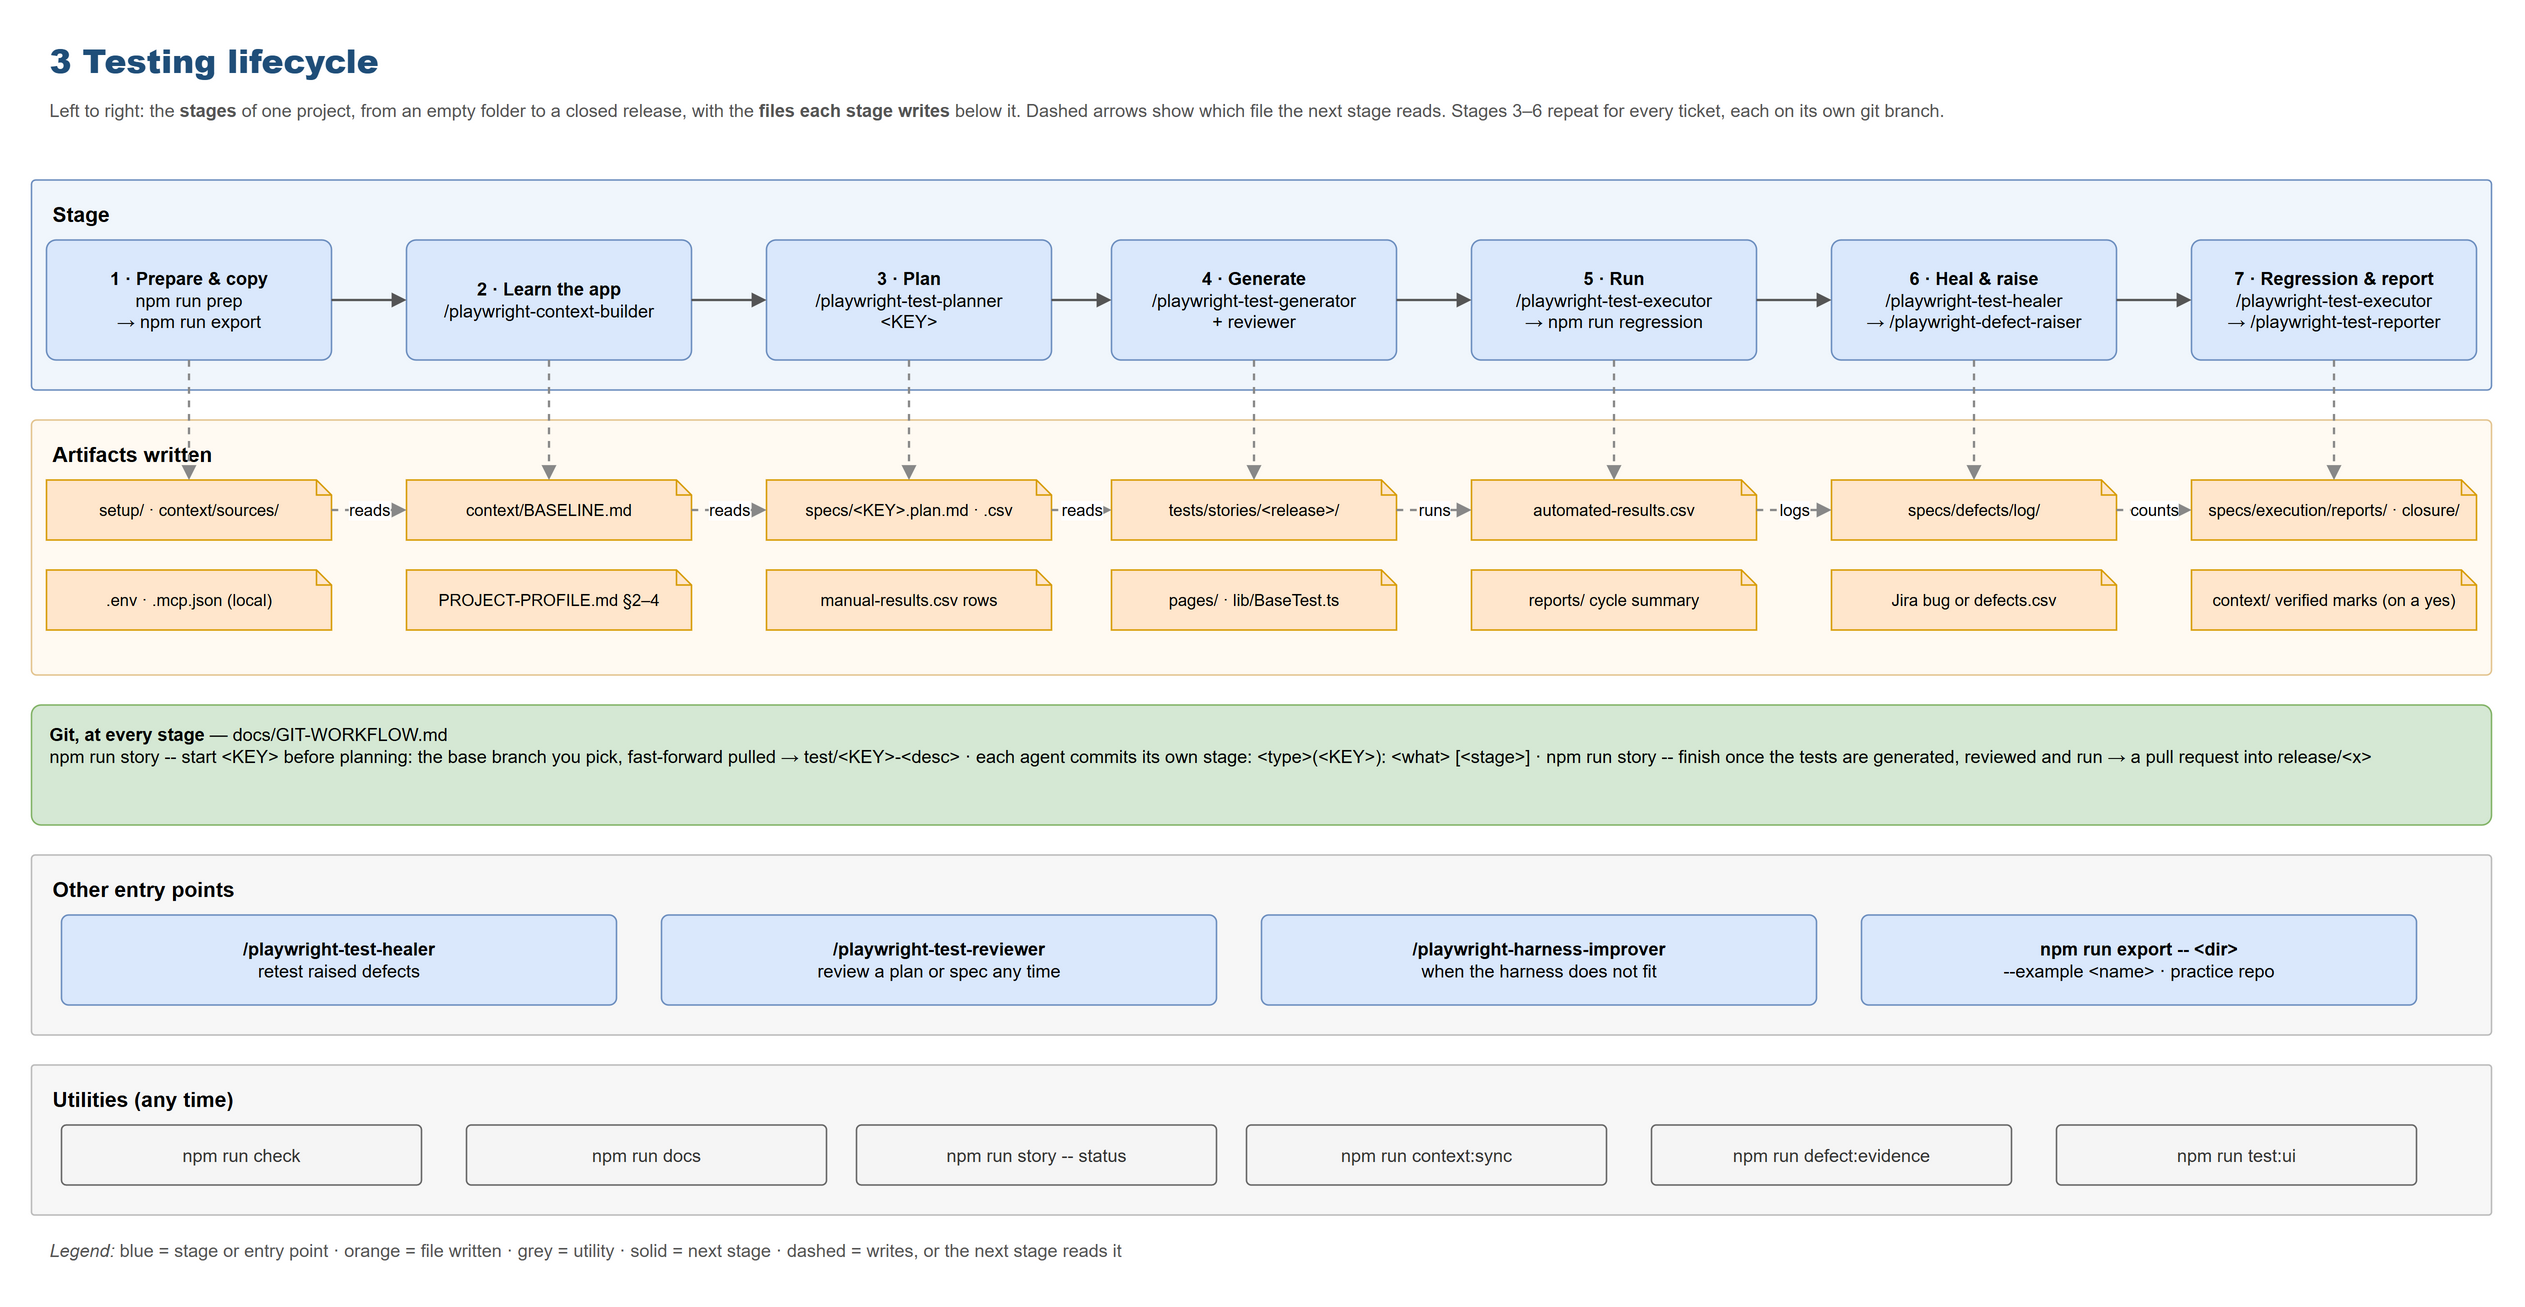 3 Testing lifecycle
Left to right: the stages of one project, from an empty folder to a closed release, with the files each stage writes below it. Dashed arrows show which file the next stage reads. Stages 3–6 repeat for every ticket, each on its own git branch.
Stage
1 · Prepare & copy
npm run prep
→ npm run export
2 · Learn the app
/playwright-context-builder
3 · Plan
/playwright-test-planner
<KEY>
4 · Generate
/playwright-test-generator
+ reviewer
5 · Run
/playwright-test-executor
→ npm run regression
6 · Heal & raise
/playwright-test-healer
→ /playwright-defect-raiser
7 · Regression & report
/playwright-test-executor
→ /playwright-test-reporter
Artifacts written
setup/ · context/sources/
reads
context/BASELINE.md
reads
specs/<KEY>.plan.md · .csv
reads
tests/stories/<release>/
runs
automated-results.csv
logs
specs/defects/log/
counts
specs/execution/reports/ · closure/
.env · .mcp.json (local)
PROJECT-PROFILE.md §2–4
manual-results.csv rows
pages/ · lib/BaseTest.ts
reports/ cycle summary
Jira bug or defects.csv
context/ verified marks (on a yes)
Git, at every stage — docs/GIT-WORKFLOW.md
npm run story -- start <KEY> before planning: the base branch you pick, fast-forward pulled → test/<KEY>-<desc> · each agent commits its own stage: <type>(<KEY>): <what> [<stage>] · npm run story -- finish once the tests are generated, reviewed and run → a pull request into release/<x>
Other entry points
/playwright-test-healer
retest raised defects
/playwright-test-reviewer
review a plan or spec any time
/playwright-harness-improver
when the harness does not fit
npm run export -- <dir>
--example <name> · practice repo
Utilities (any time)
npm run check
npm run docs
npm run story -- status
npm run context:sync
npm run defect:evidence
npm run test:ui
Legend: blue = stage or entry point · orange = file written · grey = utility · solid = next stage · dashed = writes, or the next stage reads it